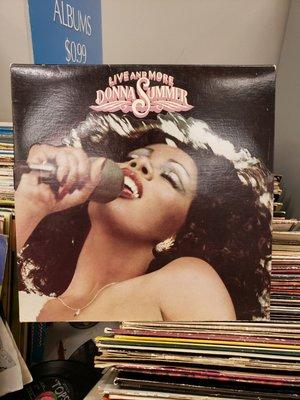 ALBUMS
$0.99
LIVE AND MORE
DONNA SUMMER